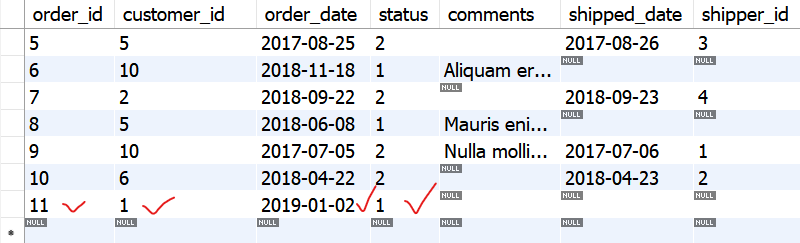 order_id customer_id order_date status comments shipped_date shipper_id
5 5 2017-08-25 2 2017-08-26 3
6 10 2018-11-18 1 Aliquam er... NULL NULL
7 2 2018-09-22 2 NULL 2018-09-23 4
8 5 2018-06-08 1 Mauris eni... NULL NULL
9 10 2017-07-05 2 Nulla molli... 2017-07-06 1
10 6 2018-04-22 2 NULL 2018-04-23 2
11 1 2019-01-02 1 NULL NULL NULL
* NULL NULL NULL NULL NULL NULL NULL